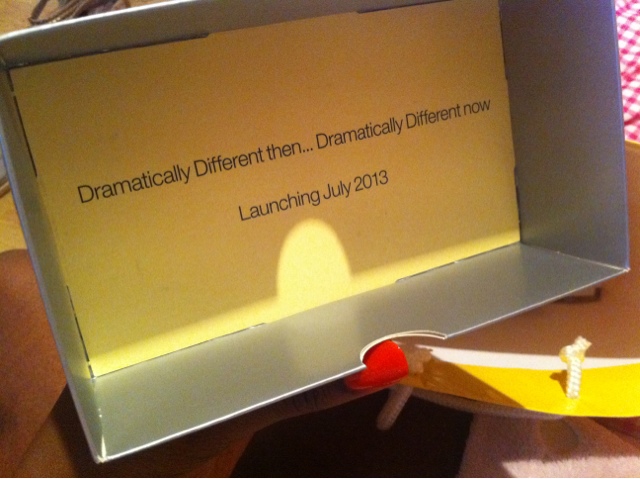 Dramatically Different then... Dramatically Different now
Launching July 2013